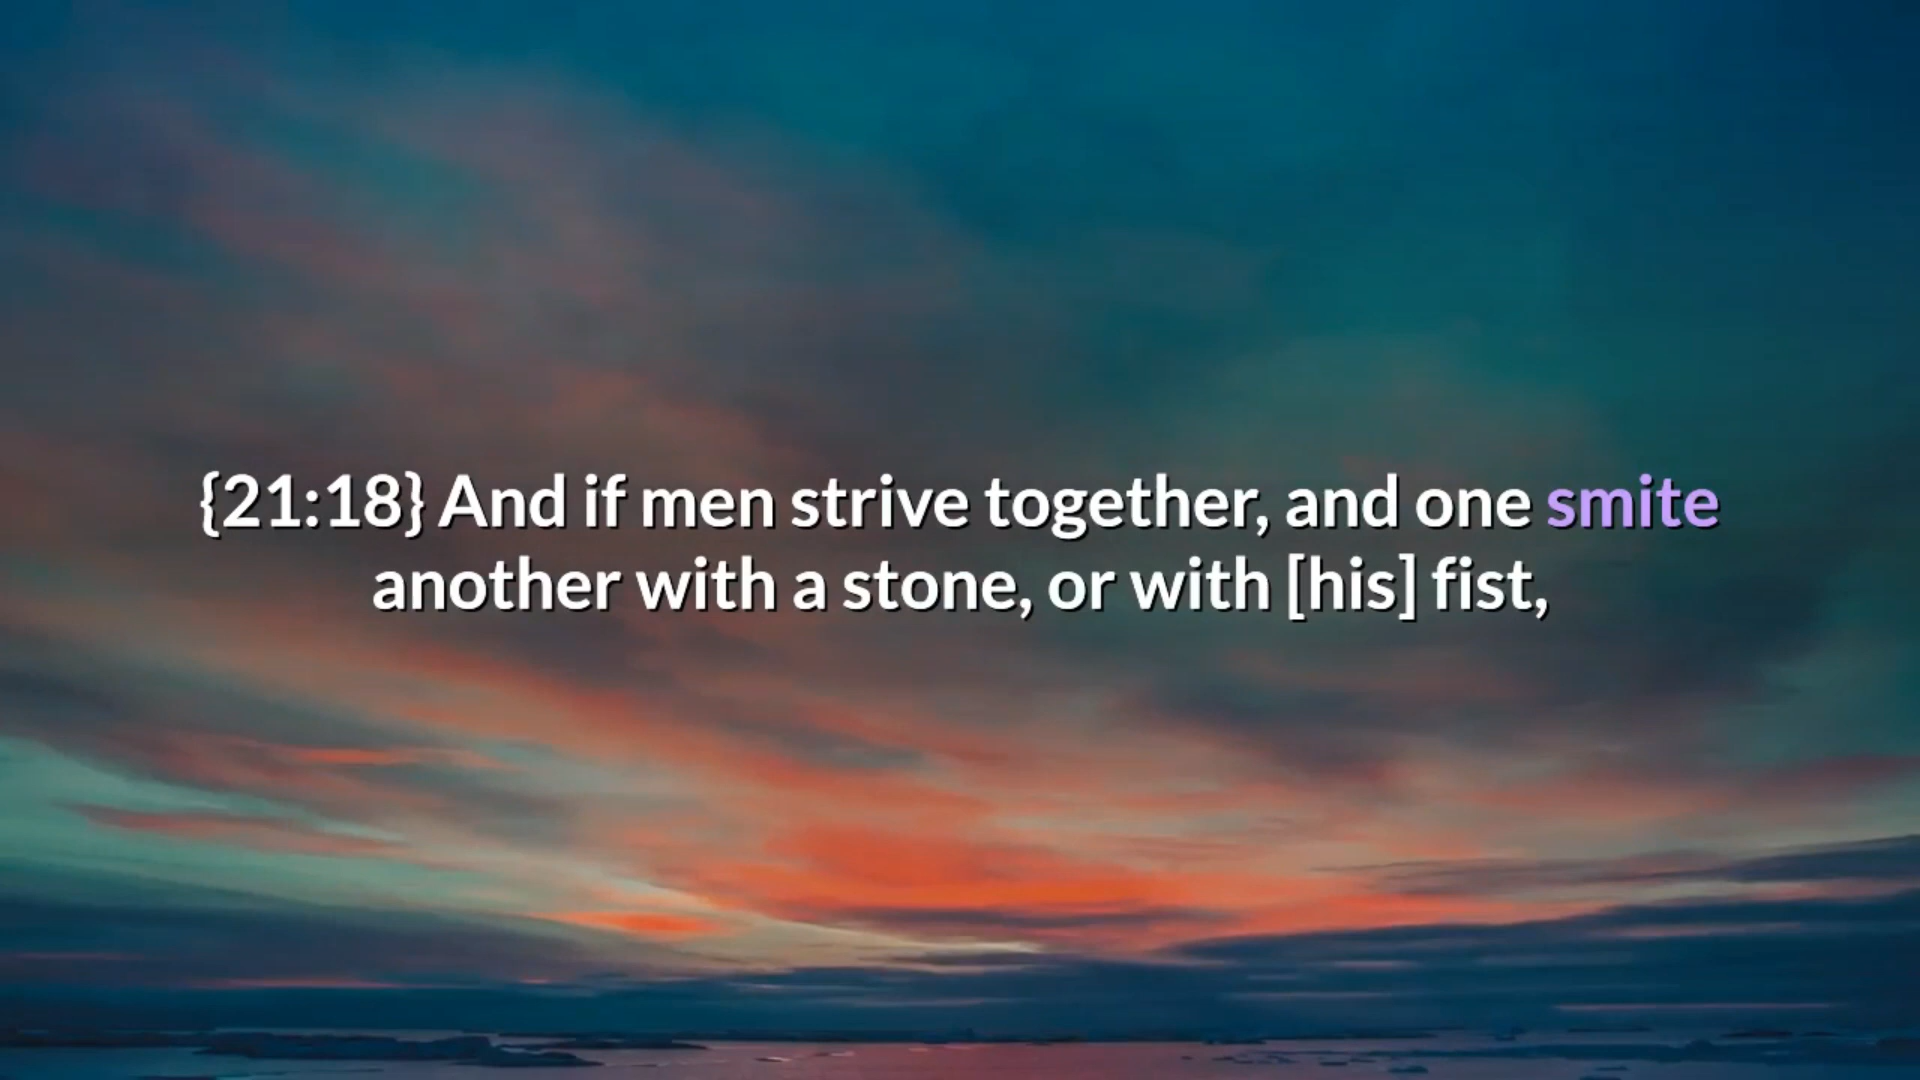 {21:18} And if men strive together, and one smite
another with a stone, or with [his] fist,